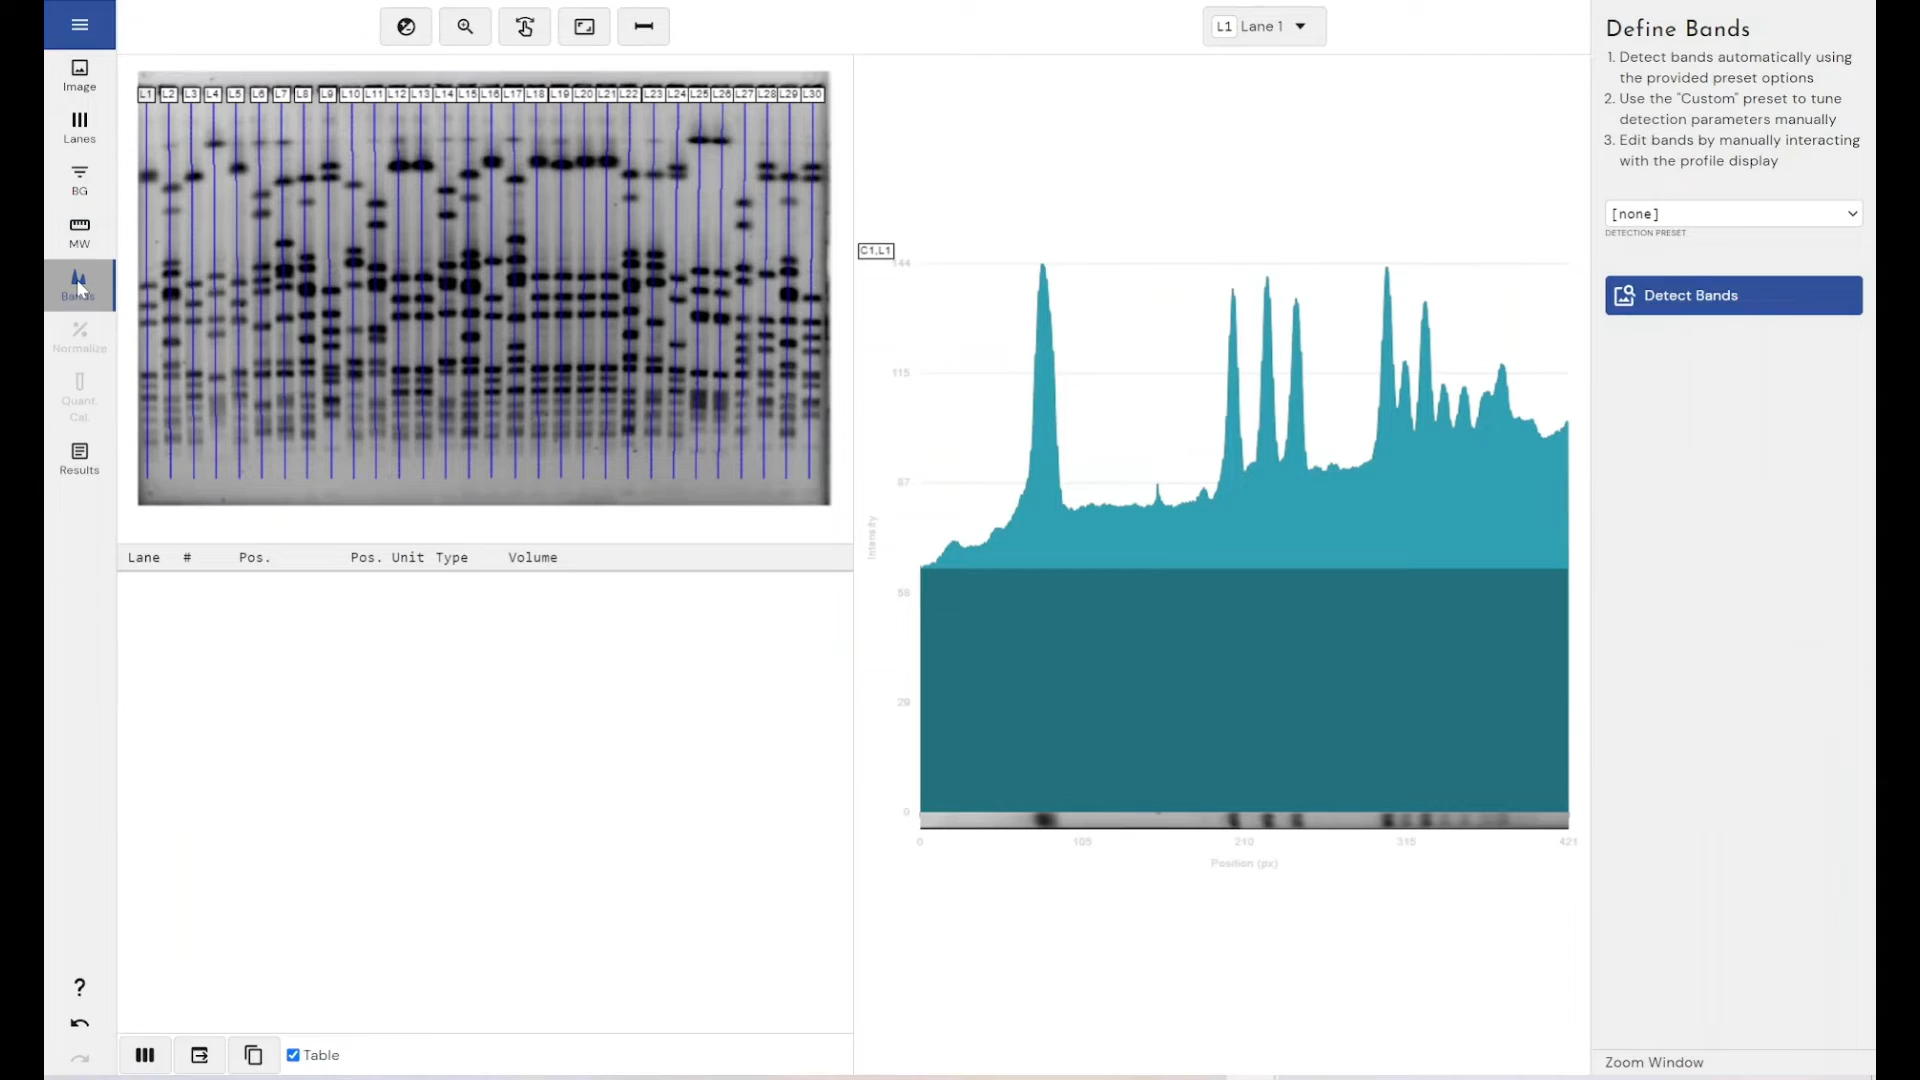 L1 Lane 1
Define Bands
1. Detect bands automatically using
the provided preset options
2. Use the "Custom" preset to tune
detection parameters manually
3. Edit bands by manually interacting
with the profile display
[none]
DETECTION PRESET
Detect Bands
Image
Lanes
BG
MW
Bands
Normalize
Quant.
Cal.
Results
L1 L2 L3 L4 L5 L6 L7 L8 L9 L10 L11 L12 L13 L14 L15 L16 L17 L18 L19 L20 L21 L22 L23 L24 L25 L26 L27 L28 L29 L30
Lane # Pos. Pos. Unit Type Volume
C1,L1
144
115
87
58
29
0
Intensity
0 105 210 315 421
Position (px)
?
Table
Zoom Window